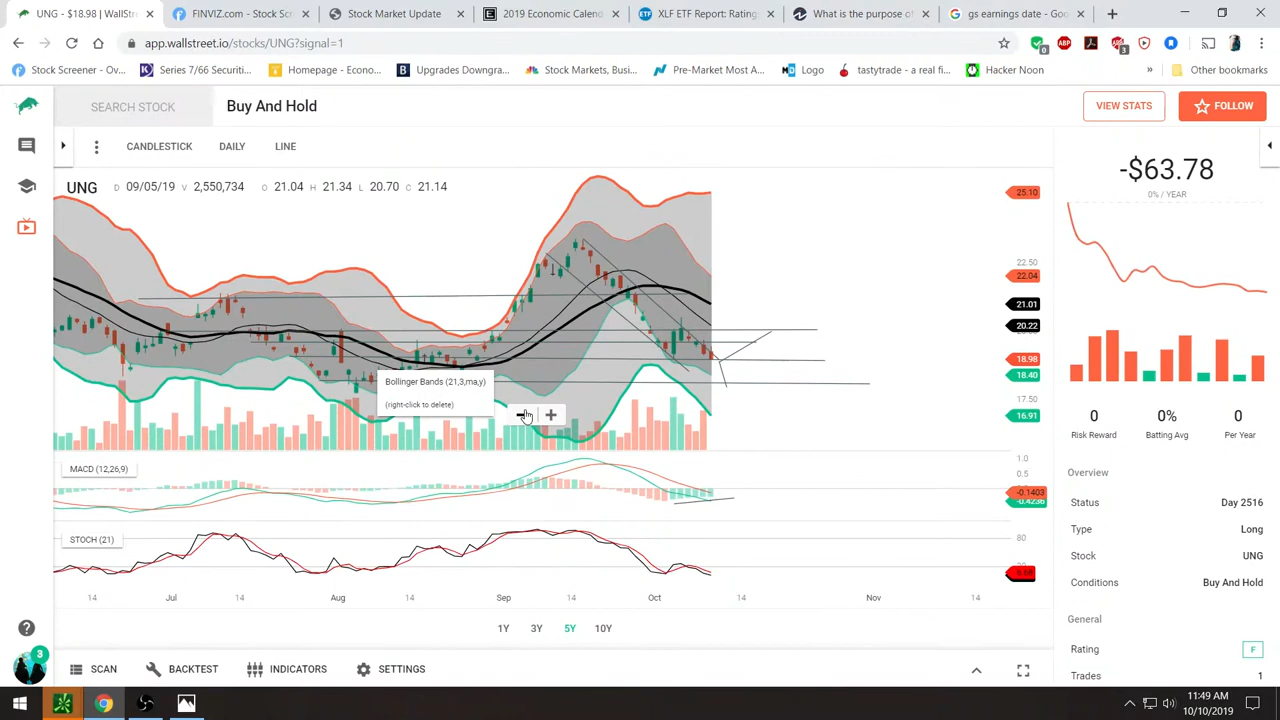 UNG - $18.98 | WallStre
FINVIZ.com - Stock Scre
Stock Market Update
2019 Economic Calend
XLF ETF Report: Rating
What is the purpose of
gs earnings date - Goo
app.wallstreet.io/stocks/UNG?signal=1
0
ABP
3
Stock Screener - Ov...
Series 7/66 Securiti...
Homepage - Econo...
Upgrades Downgra...
Stock Markets, Busi...
Pre-Market Most A...
Logo
tastytrade - a real fi...
Hacker Noon
»
Other bookmarks
SEARCH STOCK
Buy And Hold
VIEW STATS
FOLLOW
CANDLESTICK
DAILY
LINE
UNG D 09/05/19 V 2,550,734 O 21.04 H 21.34 L 20.70 C 21.14
25.10
22.50
22.04
21.01
20.22
18.98
18.40
17.50
16.91
Bollinger Bands (21,3,ma,y)
(right-click to delete)
MACD (12,26,9)
1.0
0.5
-0.1403
-0.4236
STOCH (21)
80
14 Jul 14 Aug 14 Sep 14 Oct 14 Nov 14
1Y 3Y 5Y 10Y
SCAN
BACKTEST
INDICATORS
SETTINGS
-$63.78
0% / YEAR
0 0% 0
Risk Reward Batting Avg Per Year
Overview
Status Day 2516
Type Long
Stock UNG
Conditions Buy And Hold
General
Rating F
Trades 1
3
11:49 AM
10/10/2019